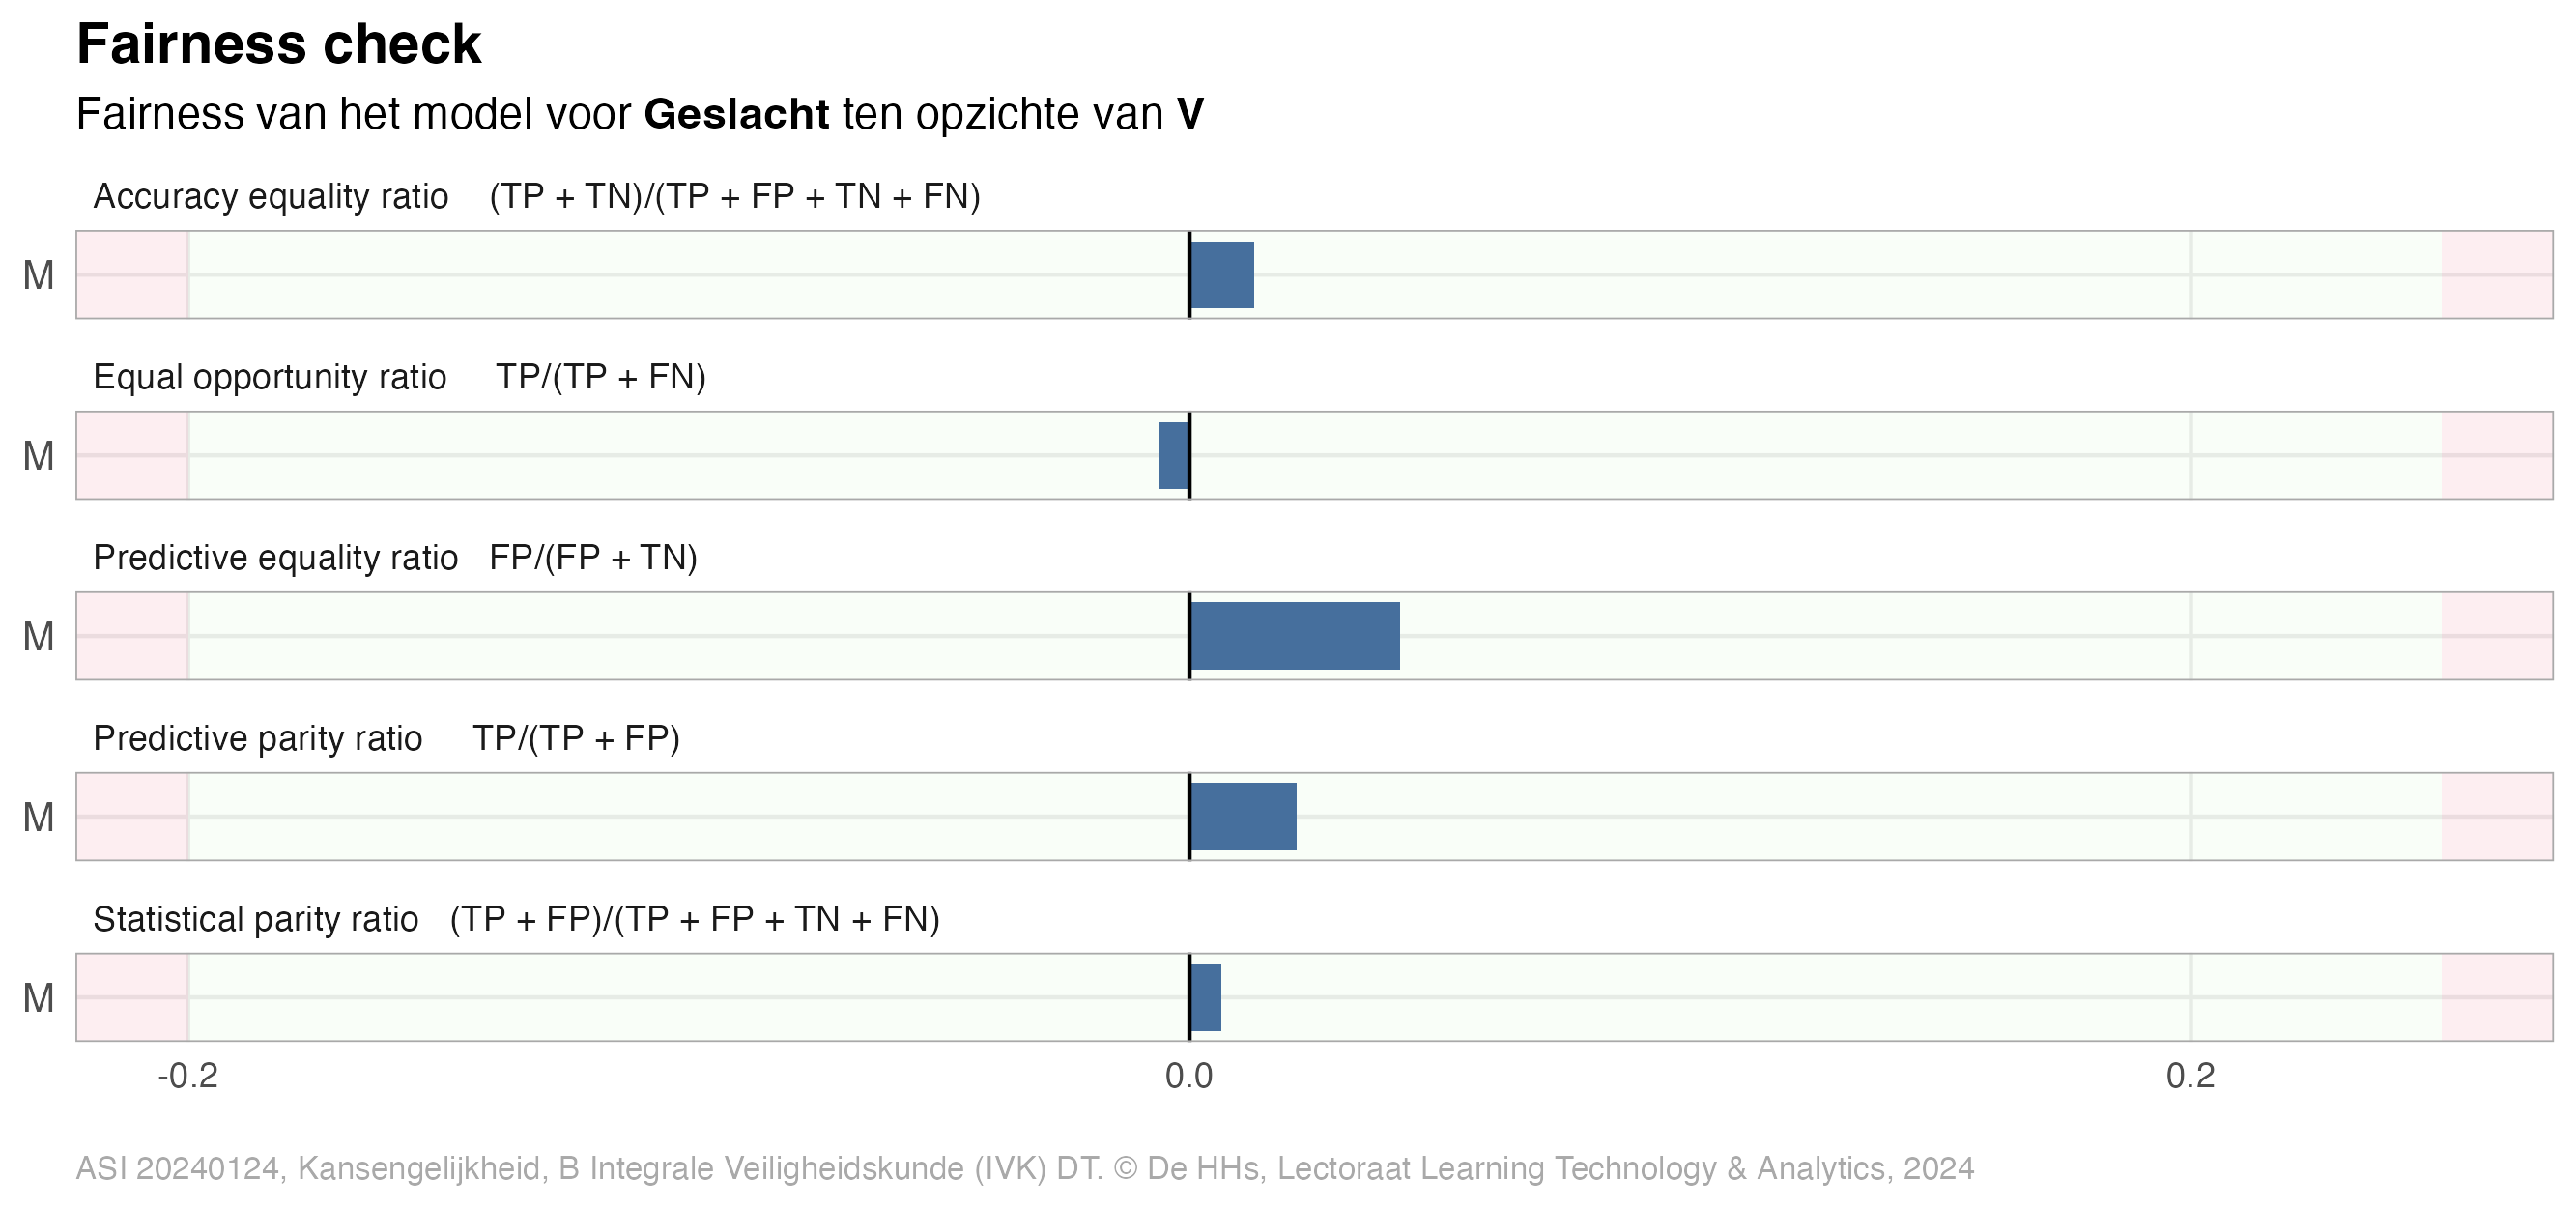 Fairness check
Fairness van het model voor Geslacht ten opzichte van V
Accuracy equality ratio (TP + TN)/(TP + FP + TN + FN)
M
Equal opportunity ratio TP/(TP + FN)
M
Predictive equality ratio FP/(FP + TN)
M
Predictive parity ratio TP/(TP + FP)
M
Statistical parity ratio (TP + FP)/(TP + FP + TN + FN)
M
-0.2 0.0 0.2
ASI 20240124, Kansengelijkheid, B Integrale Veiligheidskunde (IVK) DT. © De HHs, Lectoraat Learning Technology & Analytics, 2024